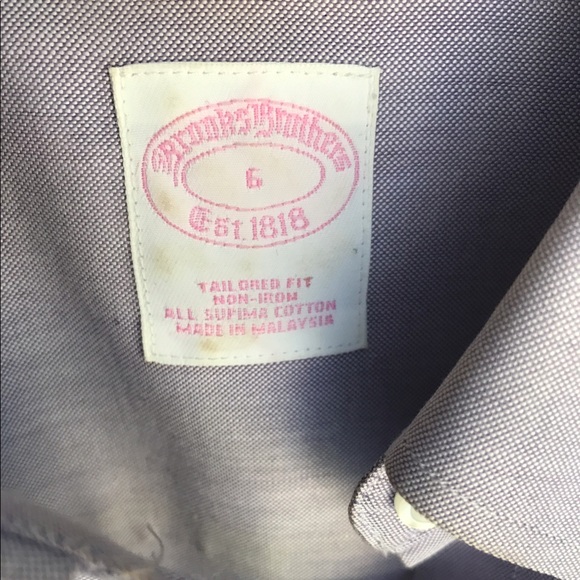 Brooks Brothers
6
Est. 1818
TAILORED FIT
NON-IRON
ALL SUPIMA COTTON
MADE IN MALAYSIA